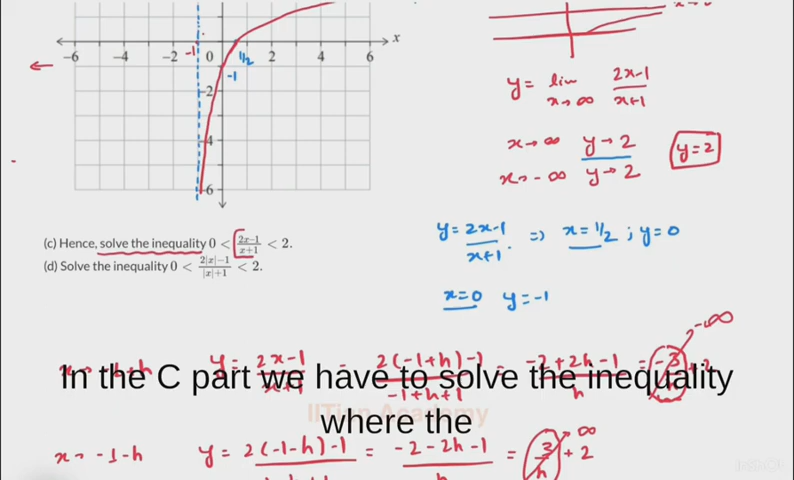 x
-6 -4 -2 -1 0 1/2 2 4 6
-1
-2
-4
-6
y = lim x→∞ 2x-1/x+1
x→∞ y→2
x→-∞ y→2
y=2
(c) Hence, solve the inequality 0 < 2x-1/x+1 < 2.
(d) Solve the inequality 0 < 2|x|-1/|x|+1 < 2.
y = 2x-1/x+1 ⇒ x = 1/2 ; y = 0
x=0 y=-1
-∞
y = 2x-1/x+1 = 2(-1+h)-1/-1+h+1 = -2+2h-1/h = -3/h + 2
In the C part we have to solve the inequality
where the
IITian Academy
x→ -1-h y = 2(-1-h)-1 = -2-2h-1/h = 3/h + 2
∞